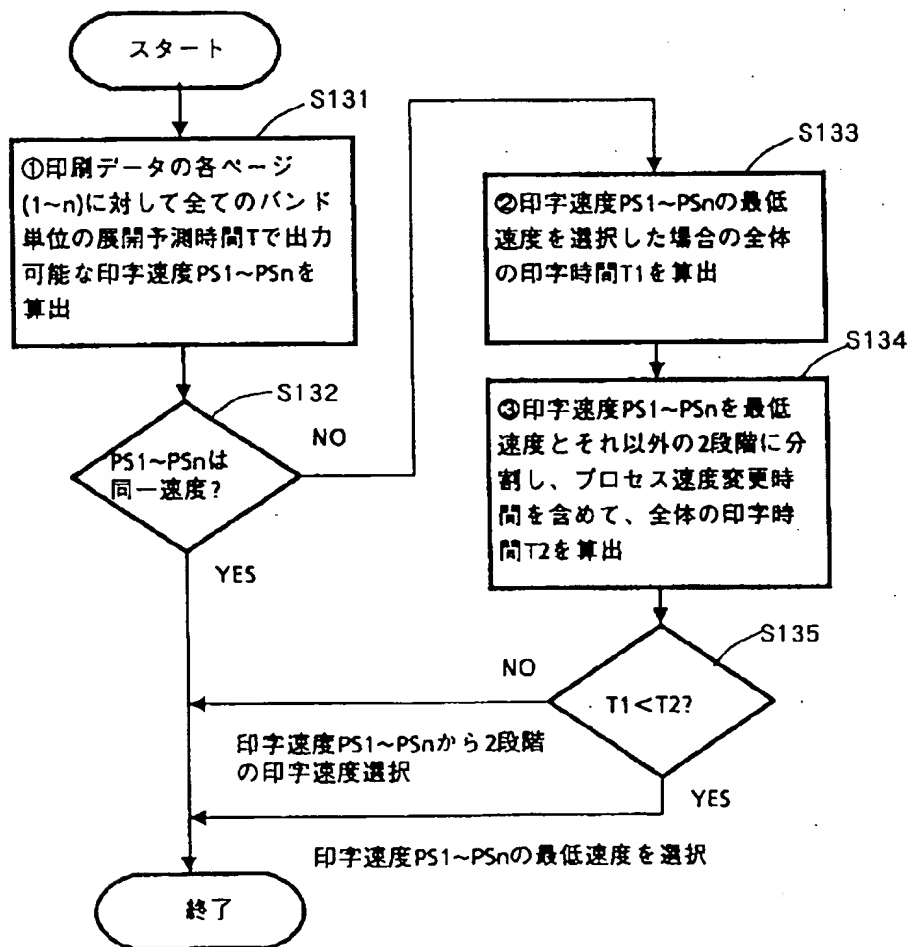 スタート
S131
①印刷データの各ページ
(1~n)に対して全てのバンド
単位の展開予測時間Tで出力
可能な印字速度PS1~PSnを
算出
S132
PS1~PSnは
同一速度?
NO
YES
S133
②印字速度PS1~PSnの最低
速度を選択した場合の全体
の印字時間T1を算出
S134
③印字速度PS1~PSnを最低
速度とそれ以外の2段階に分
割し、プロセス速度変更時
間を含めて、全体の印字時
間T2を算出
S135
T1<T2?
NO
印字速度PS1~PSnから2段階
の印字速度選択
YES
印字速度PS1~PSnの最低速度を選択
終了